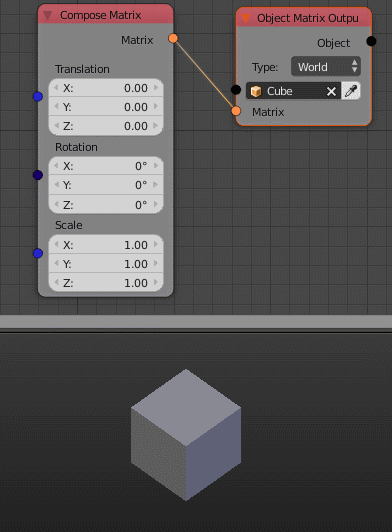 Compose Matrix
Matrix
Translation
X: 0.00
Y: 0.00
Z: 0.00
Rotation
X: 0°
Y: 0°
Z: 0°
Scale
X: 1.00
Y: 1.00
Z: 1.00
Object Matrix Outpu
Object
Type: World
Cube
Matrix